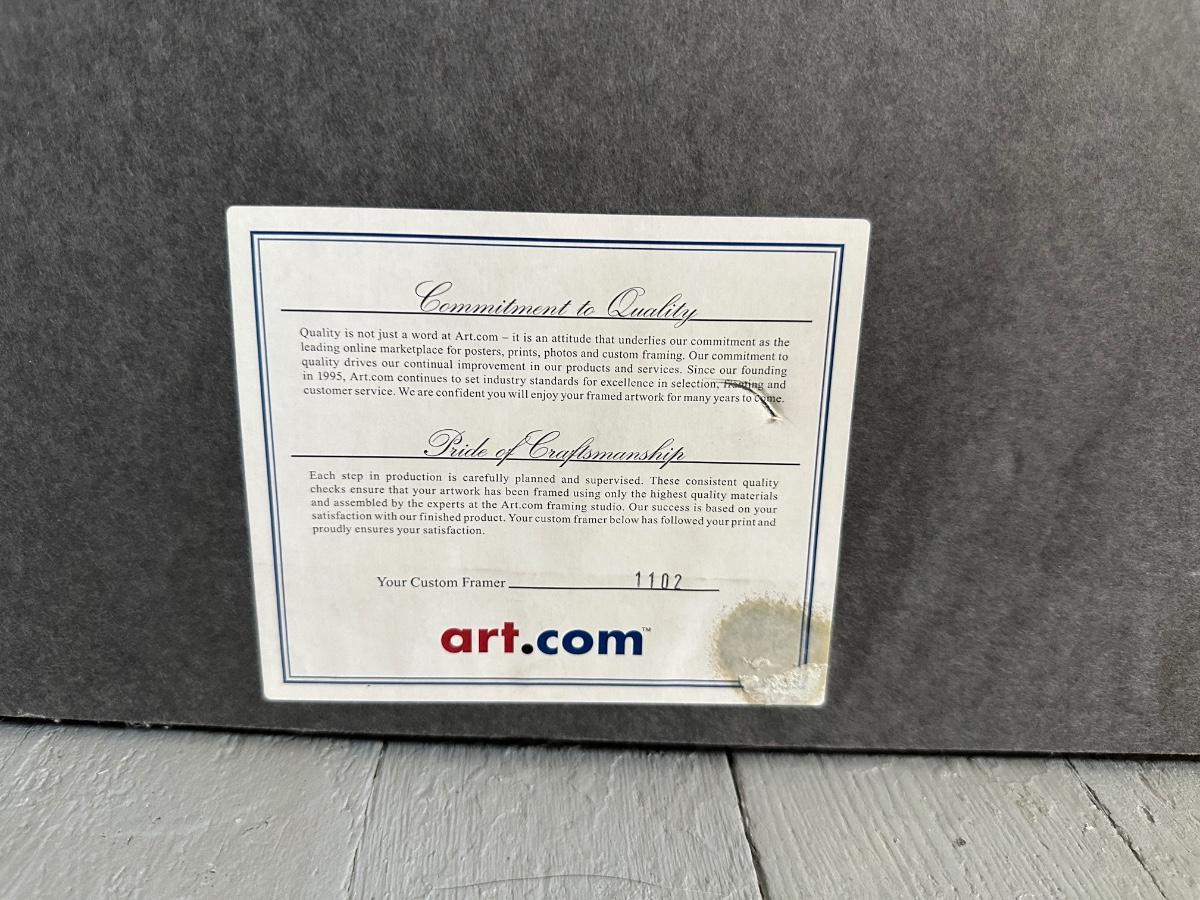 Commitment to Quality
Quality is not just a word at Art.com – it is an attitude that underlies our commitment as the
leading online marketplace for posters, prints, photos and custom framing. Our commitment to
quality drives our continual improvement in our products and services. Since our founding
in 1995, Art.com continues to set industry standards for excellence in selection, framing and
customer service. We are confident you will enjoy your framed artwork for many years to come.
Pride of Craftsmanship
Each step in production is carefully planned and supervised. These consistent quality
checks ensure that your artwork has been framed using only the highest quality materials
and assembled by the experts at the Art.com framing studio. Our success is based on your
satisfaction with our finished product. Your custom framer below has followed your print and
proudly ensures your satisfaction.
Your Custom Framer 1102
art.com™